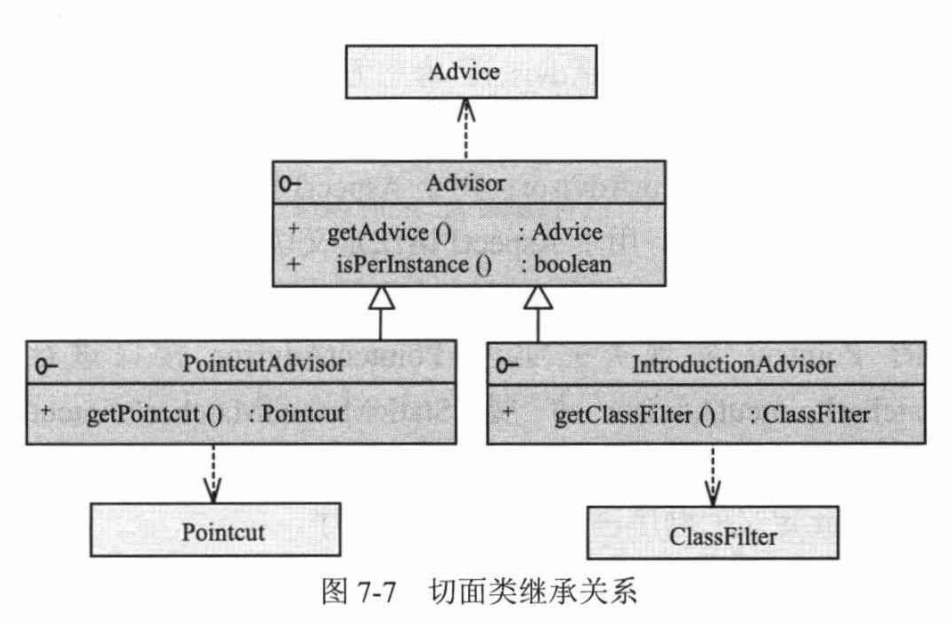 Advice
Advisor
+ getAdvice () : Advice
+ isPerInstance () : boolean
PointcutAdvisor
+ getPointcut () : Pointcut
IntroductionAdvisor
+ getClassFilter () : ClassFilter
Pointcut
ClassFilter
图 7-7 切面类继承关系